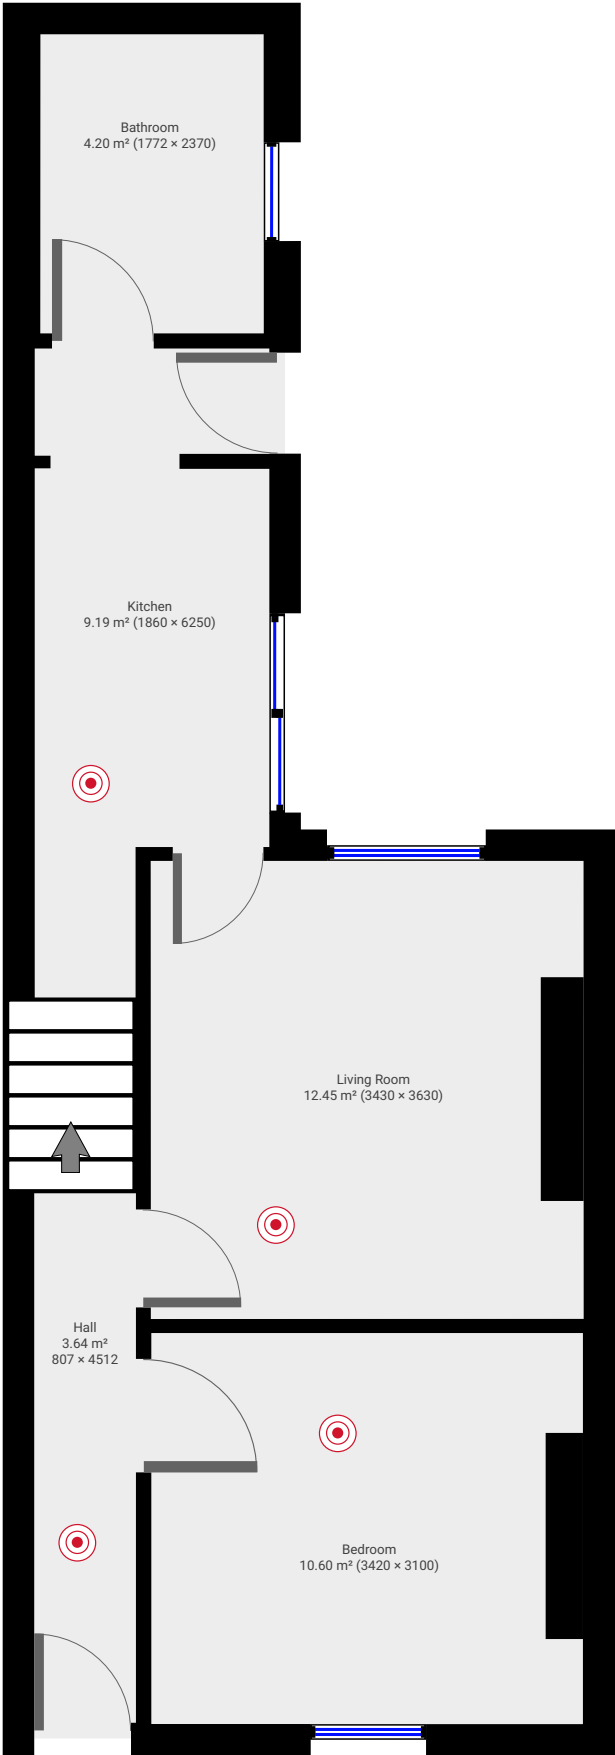 Bathroom
4.20 m² (1772 × 2370)
Kitchen
9.19 m² (1860 × 6250)
Living Room
12.45 m² (3430 × 3630)
Hall
3.64 m²
807 × 4512
Bedroom
10.60 m² (3420 × 3100)